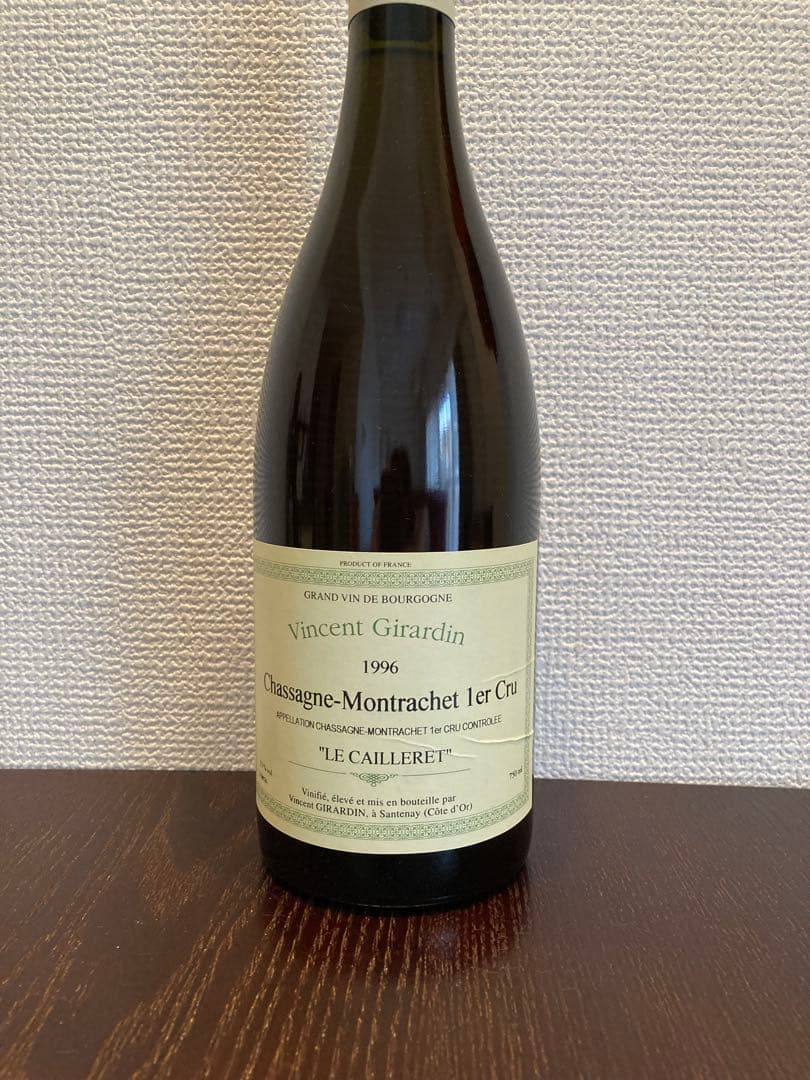 PRODUCT OF FRANCE
GRAND VIN DE BOURGOGNE
Vincent Girardin
1996
Chassagne-Montrachet 1er Cru
APPELLATION CHASSAGNE-MONTRACHET 1er CRU CONTROLÉE
"LE CAILLERET"
750 ml
Vinifié, élevé et mis en bouteille par
Vincent GIRARDIN, à Santenay (Côte d'Or)